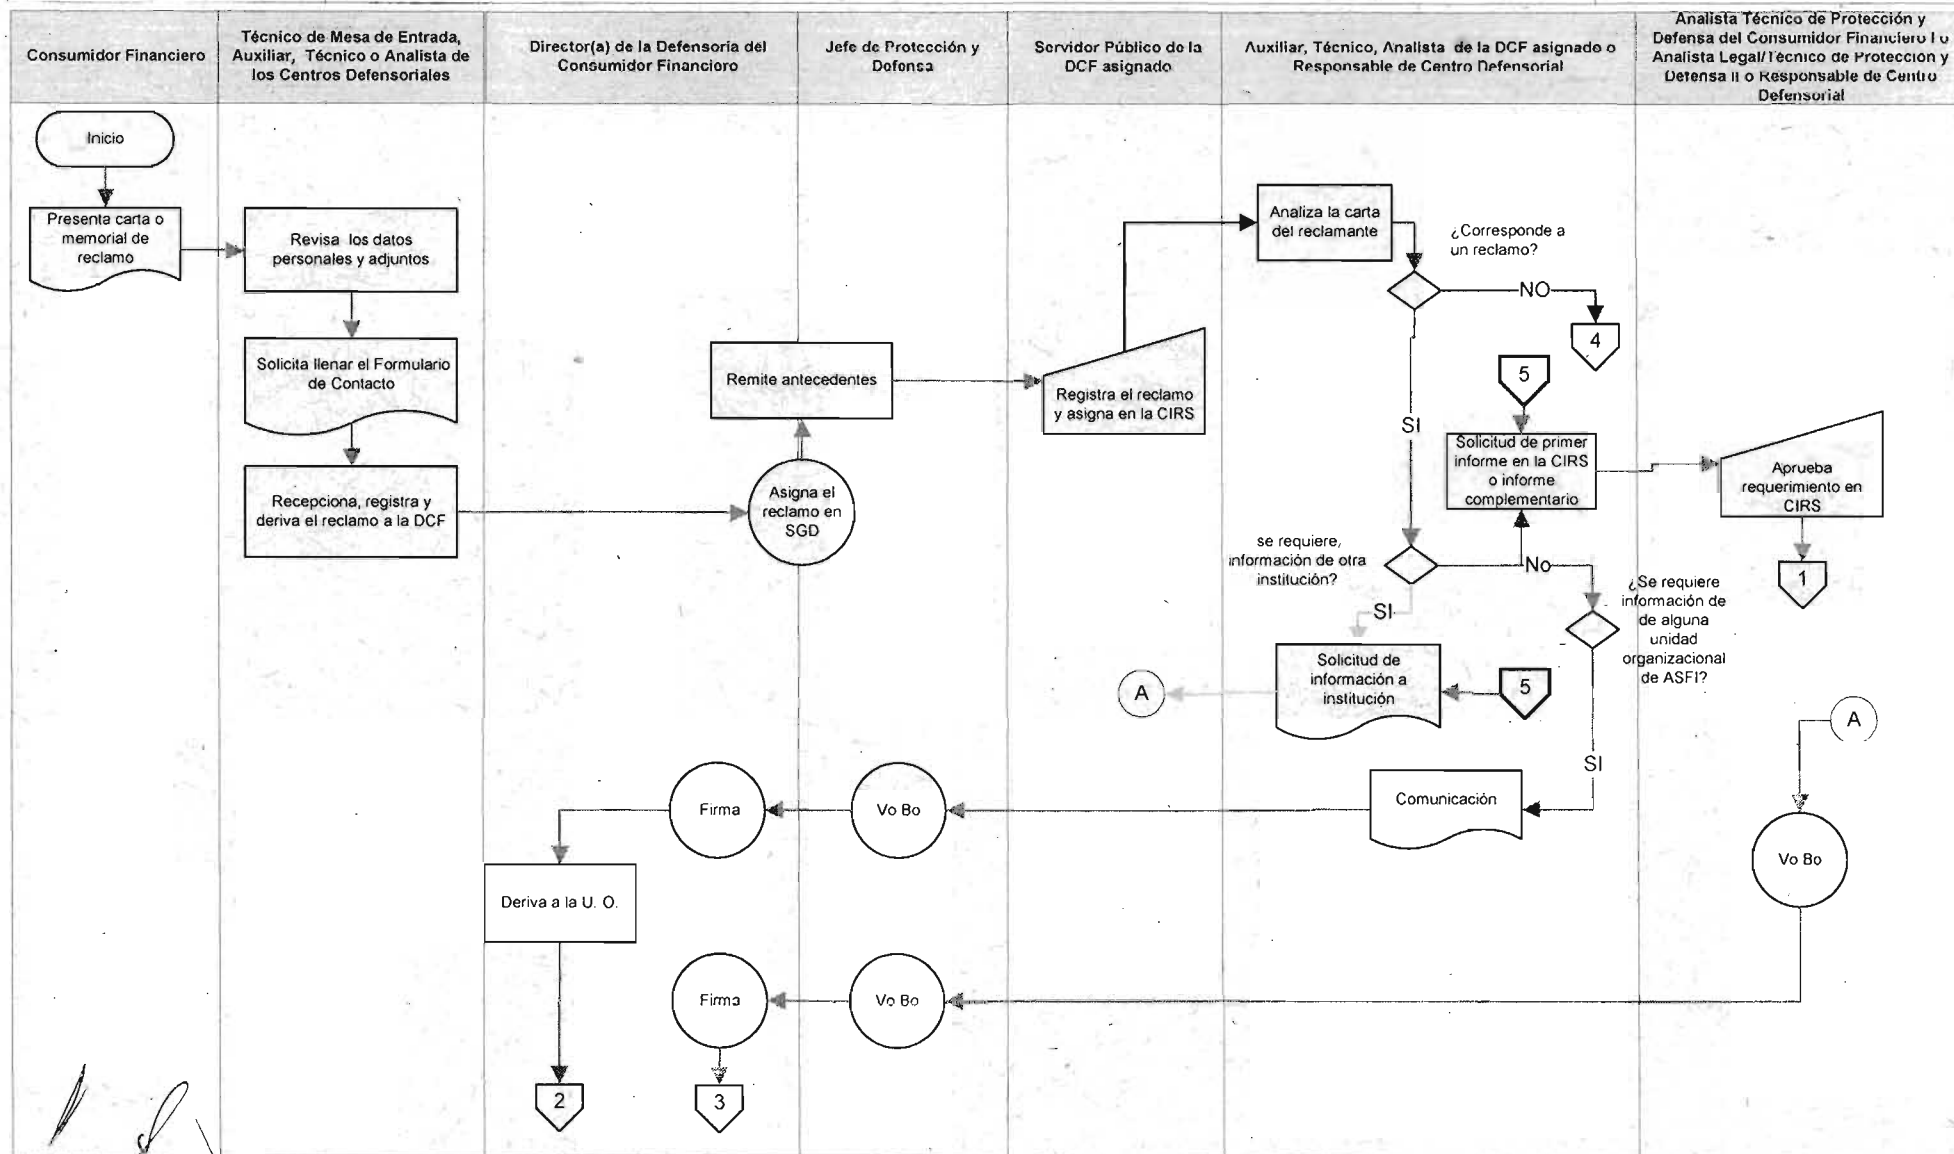 Consumidor Financiero
Técnico de Mesa de Entrada,
Auxiliar, Técnico o Analista de
los Centros Defensoriales
Director(a) de la Defensoría del
Consumidor Financiero
Jefe de Protección y
Defensa
Servidor Público de la
DCF asignado
Auxiliar, Técnico, Analista de la DCF asignado o
Responsable de Centro Defensorial
Analista Técnico de Protección y
Defensa del Consumidor Financiero I o
Analista Legal/Técnico de Protección y
Defensa II o Responsable de Centro
Defensorial
Inicio
Presenta carta o
memorial de
reclamo
Revisa los datos
personales y adjuntos
Solicita llenar el Formulario
de Contacto
Recepciona, registra y
deriva el reclamo a la DCF
Asigna el
reclamo en
SGD
Remite antecedentes
Registra el reclamo
y asigna en la CIRS
Analiza la carta
del reclamante
¿Corresponde a
un reclamo?
NO
4
SI
5
Solicitud de primer
informe en la CIRS
o informe
complementario
Aprueba
requerimiento en
CIRS
1
se requiere,
información de otra
institución?
No
SI
¿Se requiere
información de
de alguna
unidad
organizacional
de ASFI?
Solicitud de
información a
institución
5
A
A
SI
Comunicación
Vo Bo
Firma
Vo Bo
Deriva a la U. O.
Firma
Vo Bo
2
3